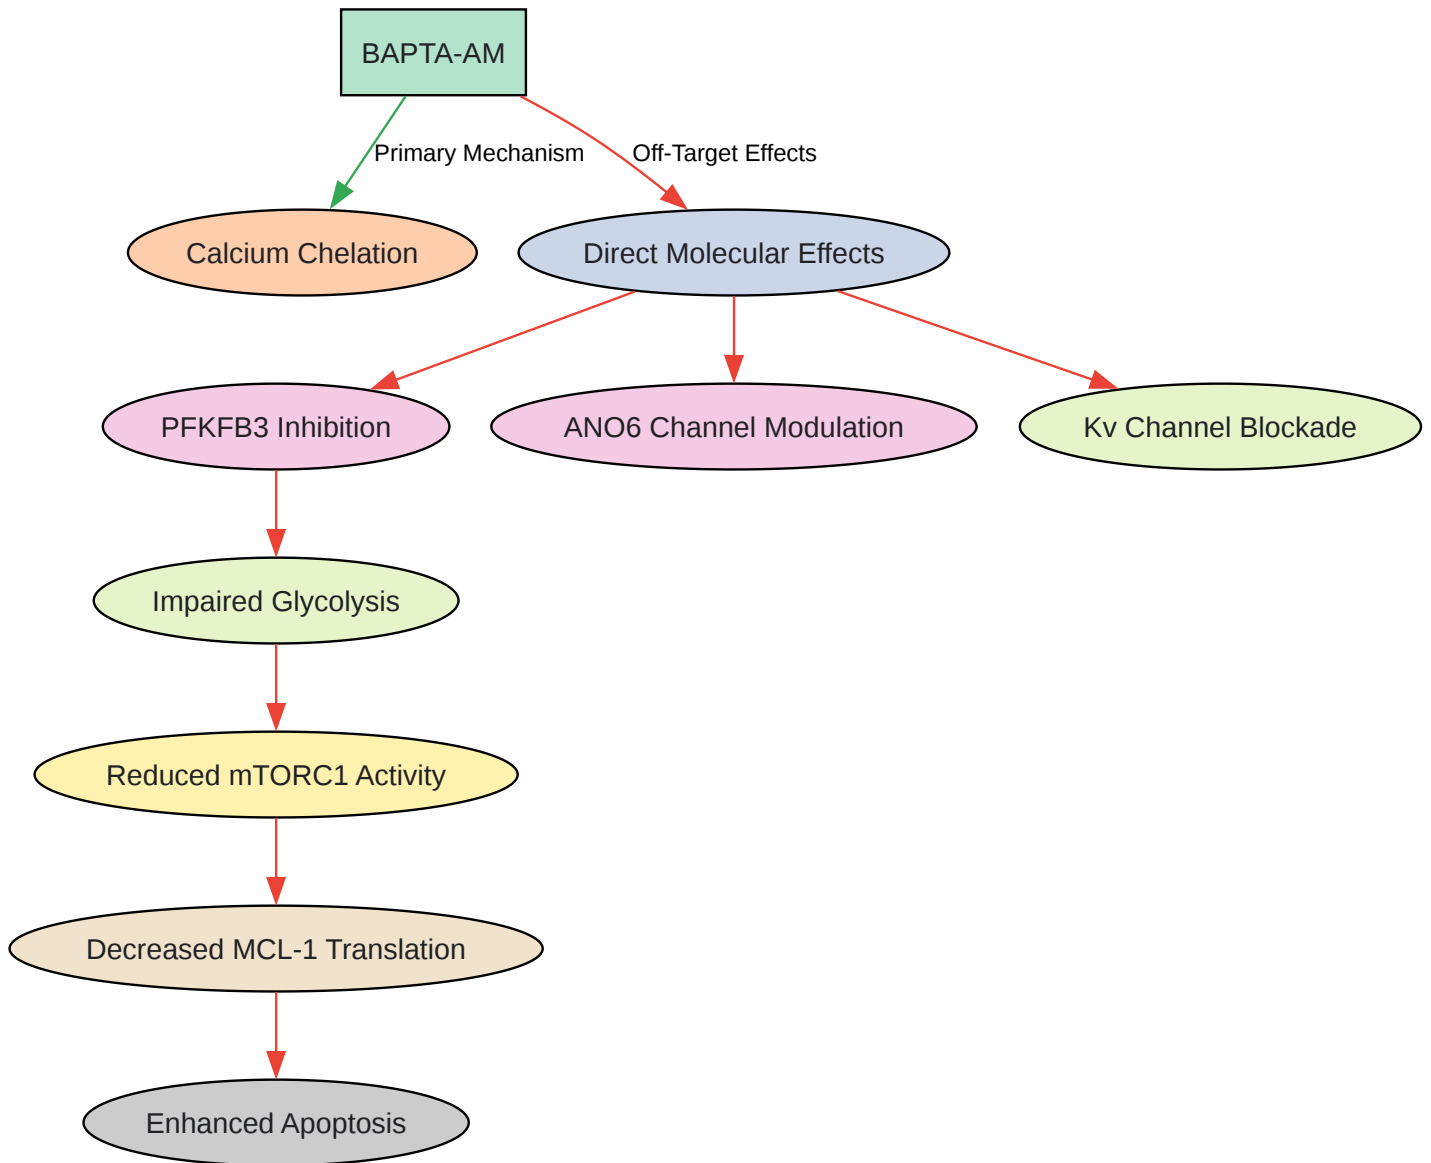 BAPTA-AM
Primary Mechanism
Off-Target Effects
Calcium Chelation
Direct Molecular Effects
PFKFB3 Inhibition
ANO6 Channel Modulation
Kv Channel Blockade
Impaired Glycolysis
Reduced mTORC1 Activity
Decreased MCL-1 Translation
Enhanced Apoptosis